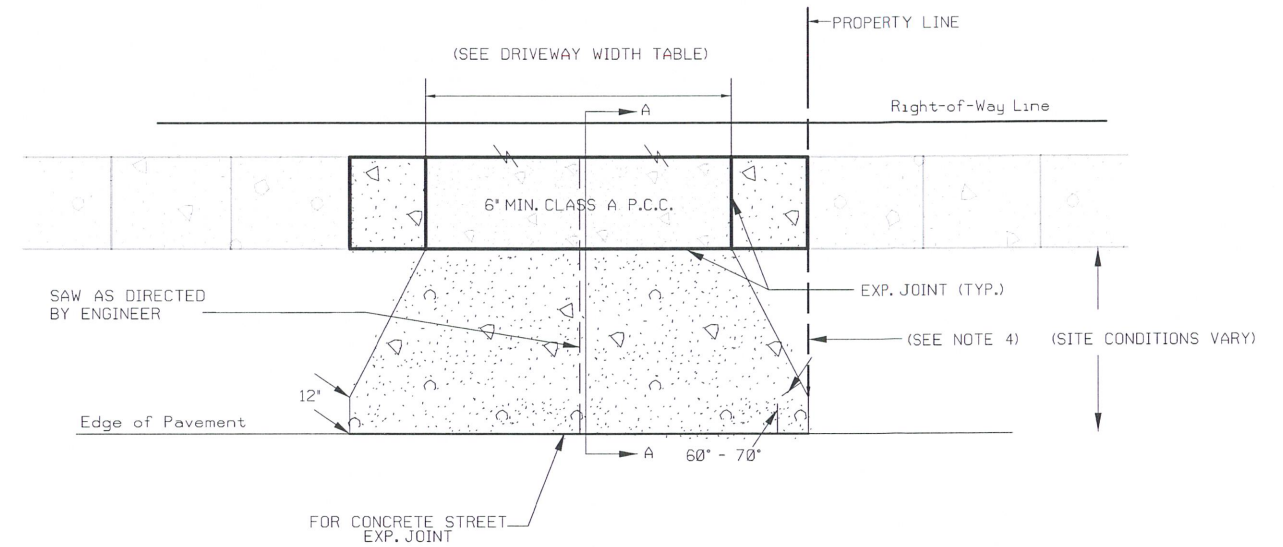 PROPERTY LINE
(SEE DRIVEWAY WIDTH TABLE)
A
Right-of-Way Line
6" MIN. CLASS A P.C.C.
SAW AS DIRECTED
BY ENGINEER
EXP. JOINT (TYP.)
(SEE NOTE 4)
(SITE CONDITIONS VARY)
12"
Edge of Pavement
A
60° - 70°
FOR CONCRETE STREET
EXP. JOINT